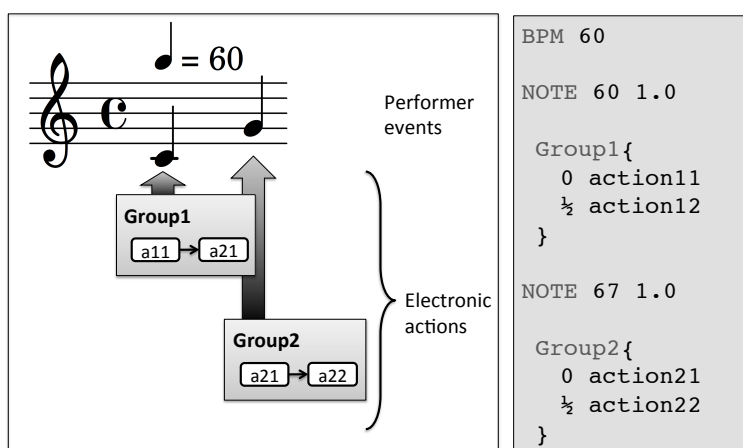 = 60
Performer
events
Group1
a11
a21
Electronic
actions
Group2
a21
a22
BPM 60
NOTE 60 1.0
Group1{
0 action11
½ action12
}
NOTE 67 1.0
Group2{
0 action21
½ action22
}